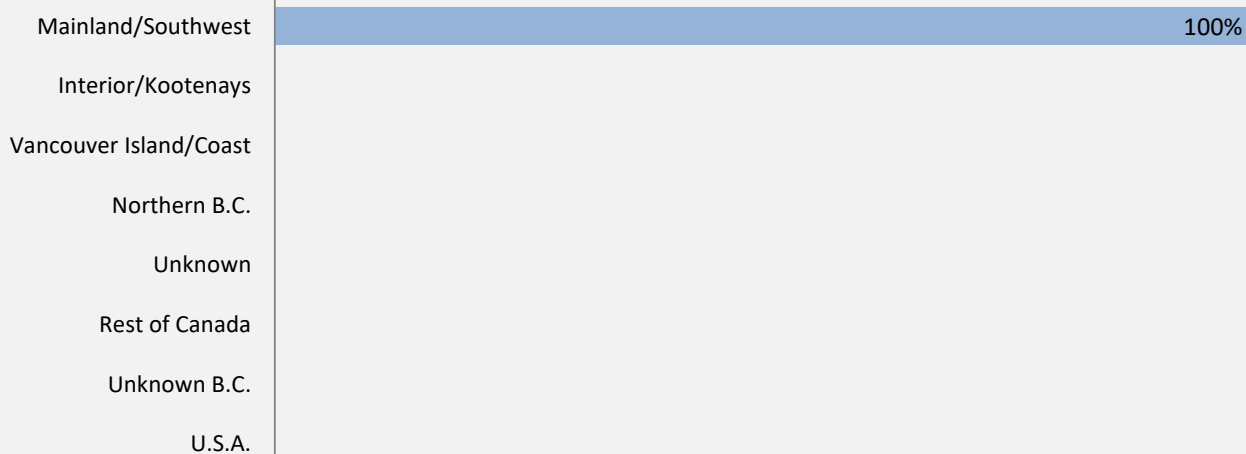 Mainland/Southwest 100%
Interior/Kootenays
Vancouver Island/Coast
Northern B.C.
Unknown
Rest of Canada
Unknown B.C.
U.S.A.